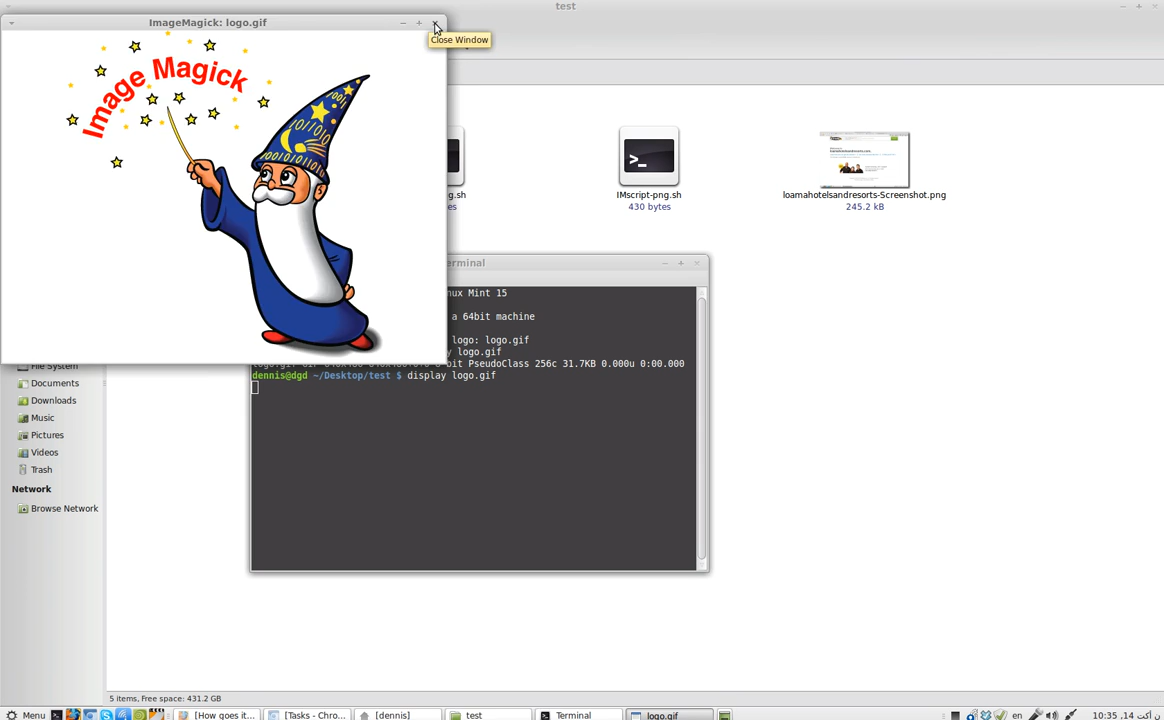 test
ImageMagick: logo.gif
Close Window
Image Magick
g.sh
es
IMscript-png.sh
430 bytes
loamahotelsandresorts-Screenshot.png
245.2 kB
erminal
nux Mint 15
a 64bit machine
logo: logo.gif
y logo.gif
bit PseudoClass 256c 31.7KB 0.000u 0:00.000
dennis@dgd ~/Desktop/test $ display logo.gif
File System
Documents
Downloads
Music
Pictures
Videos
Trash
Network
Browse Network
5 items, Free space: 431.2 GB
Menu
[How goes it...
[Tasks - Chro...
[dennis]
test
Terminal
logo.gif
en
10:35 ,14